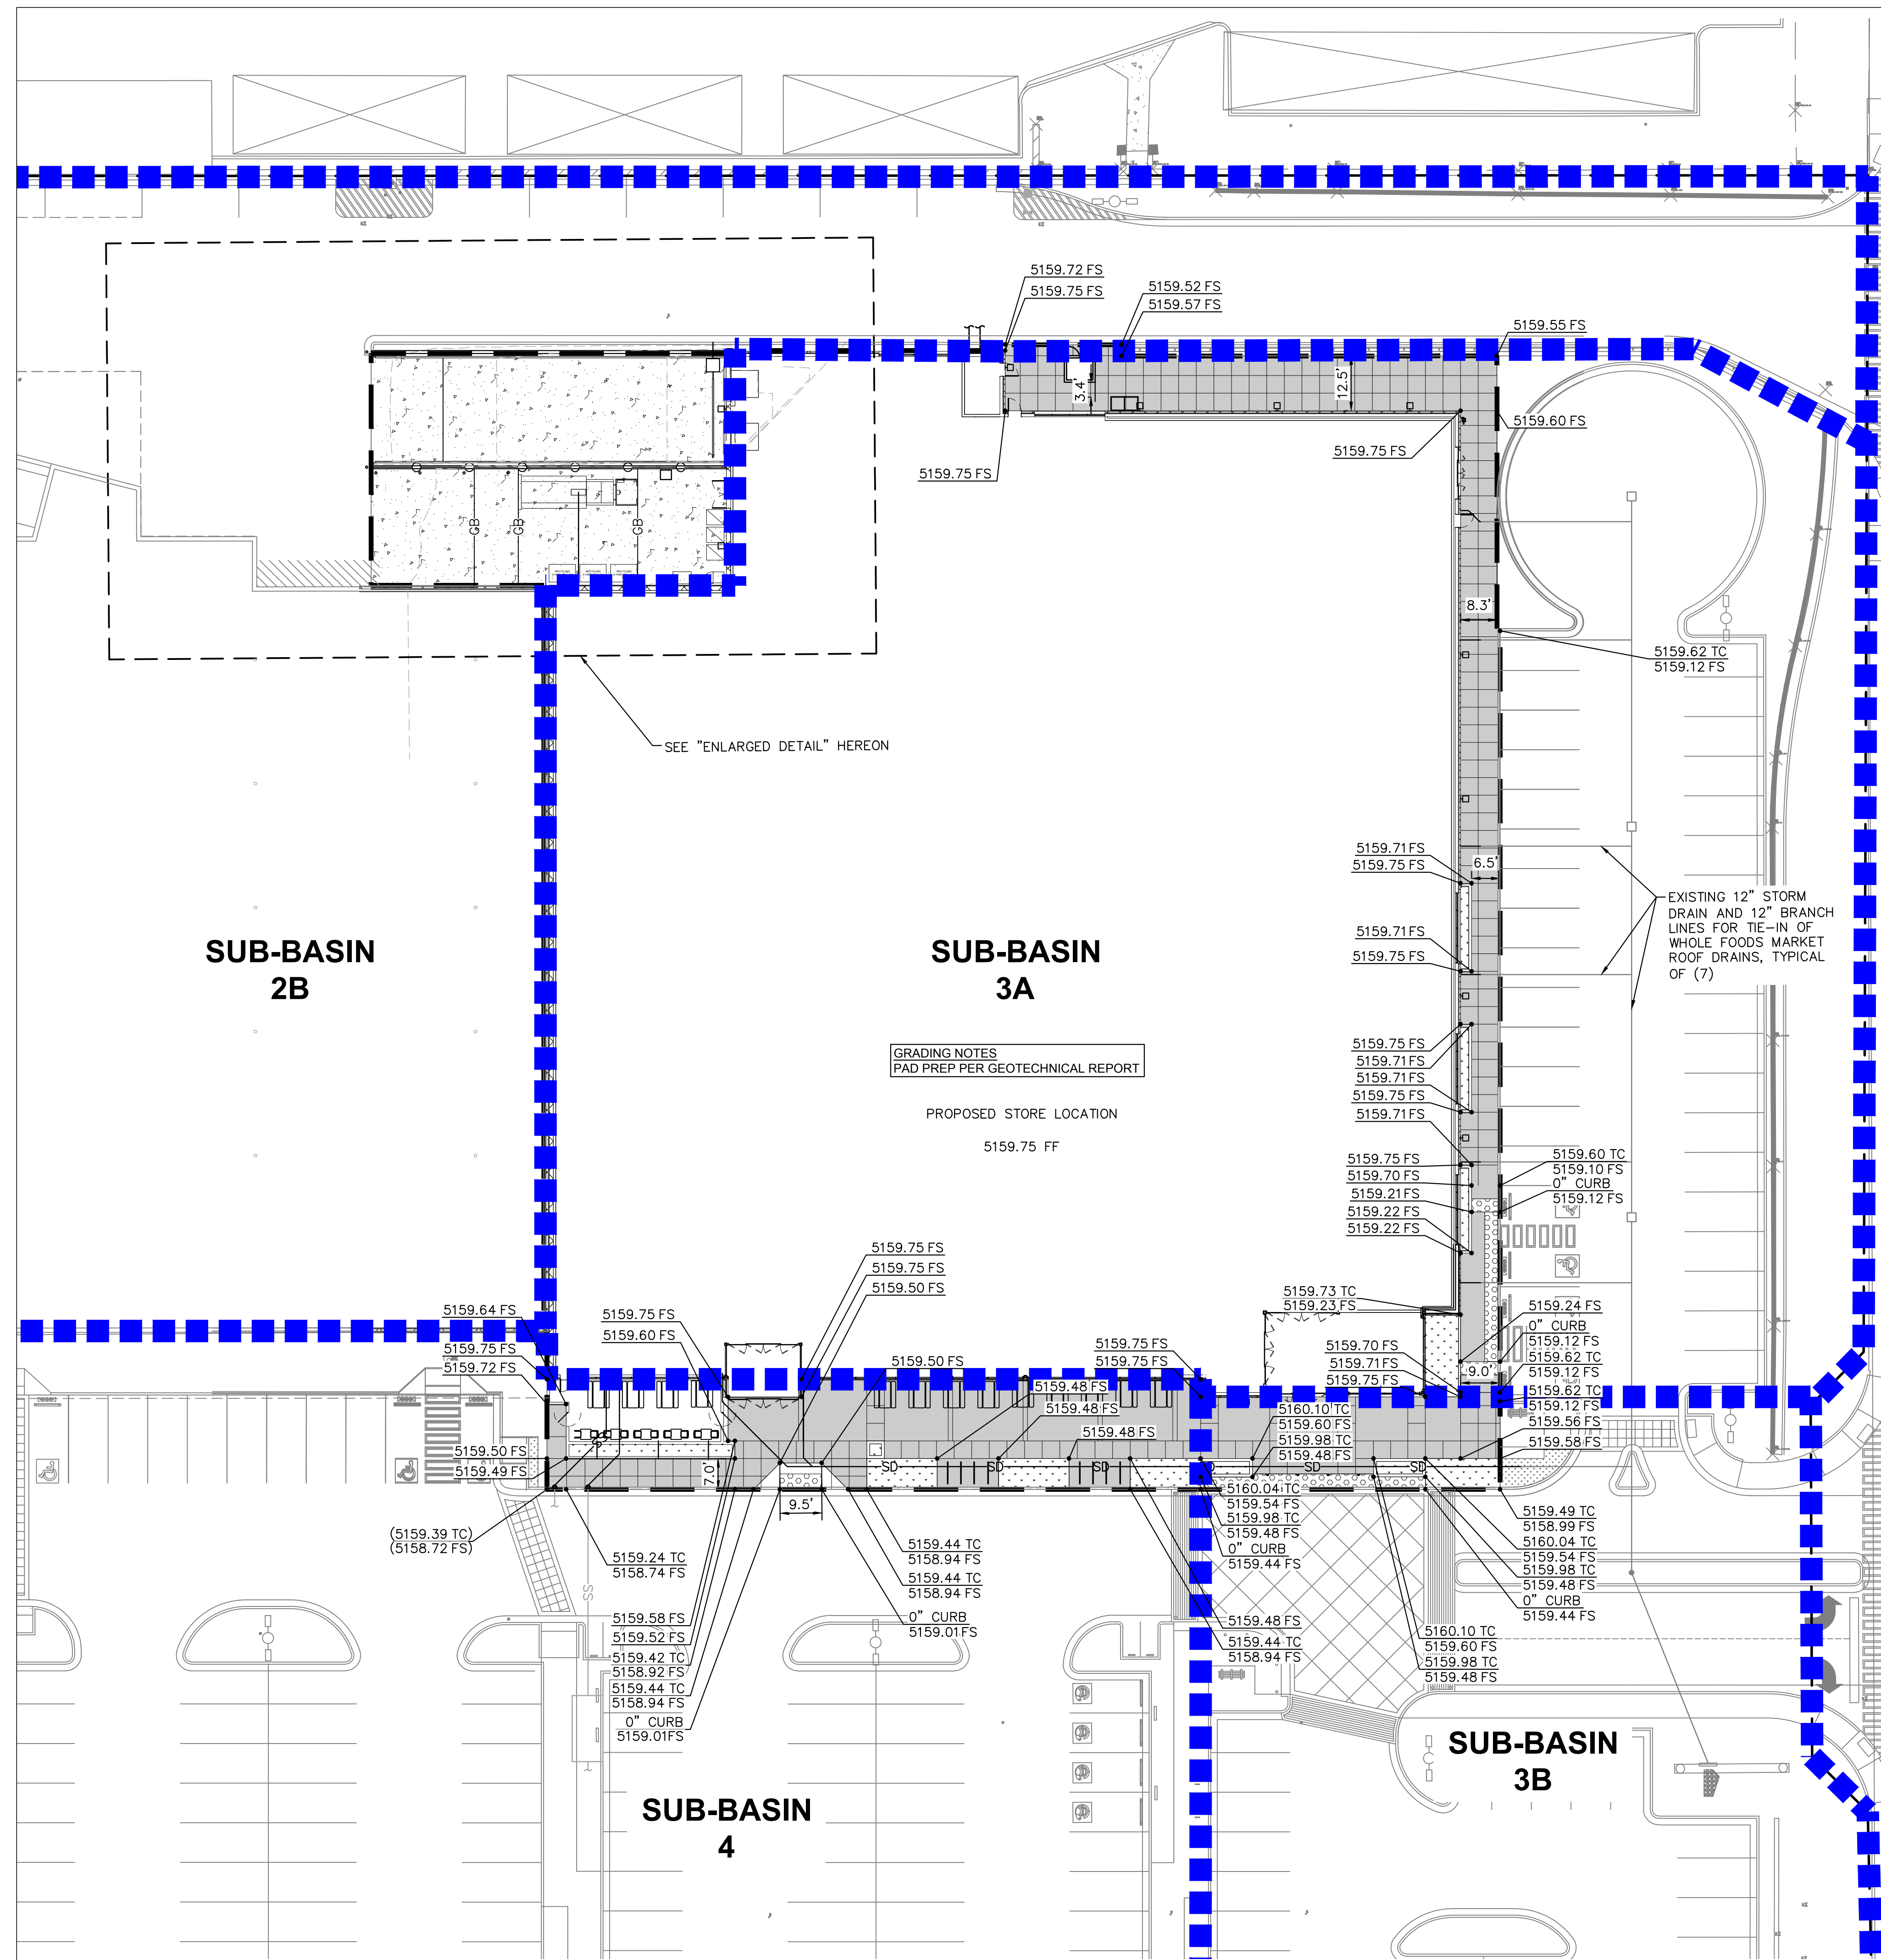 5159.72 FS
5159.75 FS
5159.52 FS
5159.57 FS
5159.55 FS
3.4'
12.5'
5159.60 FS
5159.75 FS
5159.75 FS
GB
GB
GB
8.3'
5159.62 TC
5159.12 FS
SEE "ENLARGED DETAIL" HEREON
5159.71 FS
5159.75 FS
6.5'
EXISTING 12" STORM
DRAIN AND 12" BRANCH
LINES FOR TIE-IN OF
WHOLE FOODS MARKET
ROOF DRAINS, TYPICAL
OF (7)
5159.71 FS
5159.75 FS
SUB-BASIN
2B
SUB-BASIN
3A
GRADING NOTES
PAD PREP PER GEOTECHNICAL REPORT
5159.75 FS
5159.71 FS
5159.71 FS
5159.75 FS
5159.71 FS
PROPOSED STORE LOCATION
5159.75 FF
5159.75 FS
5159.70 FS
5159.21 FS
5159.22 FS
5159.22 FS
5159.60 TC
5159.10 FS
0" CURB
5159.12 FS
5159.75 FS
5159.75 FS
5159.50 FS
5159.73 TC
5159.23 FS
5159.64 FS
5159.75 FS
5159.72 FS
5159.75 FS
5159.60 FS
5159.50 FS
5159.75 FS
5159.75 FS
5159.48 FS
5159.48 FS
5159.48 FS
5159.70 FS
5159.71 FS
5159.75 FS
9.0'
5159.24 FS
0" CURB
5159.12 FS
5159.62 TC
5159.12 FS
5159.62 TC
5159.12 FS
5159.56 FS
5159.58 FS
5160.10 TC
5159.60 FS
5159.98 TC
5159.48 FS
5159.50 FS
5159.49 FS
7.0'
SD
SD
SD
SD
SD
SD
9.5'
5160.04 TC
5159.54 FS
5159.98 TC
5159.48 FS
0" CURB
5159.44 FS
5159.49 TC
5158.99 FS
5160.04 TC
5159.54 FS
5159.98 TC
5159.48 FS
0" CURB
5159.44 FS
(5159.39 TC)
(5158.72 FS)
5159.24 TC
5158.74 FS
5159.44 TC
5158.94 FS
5159.44 TC
5158.94 FS
0" CURB
5159.01 FS
SS
5159.58 FS
5159.52 FS
5159.42 TC
5158.92 FS
5159.44 TC
5158.94 FS
0" CURB
5159.01 FS
5159.48 FS
5159.44 TC
5158.94 FS
5160.10 TC
5159.60 FS
5159.98 TC
5159.48 FS
SUB-BASIN
3B
SUB-BASIN
4